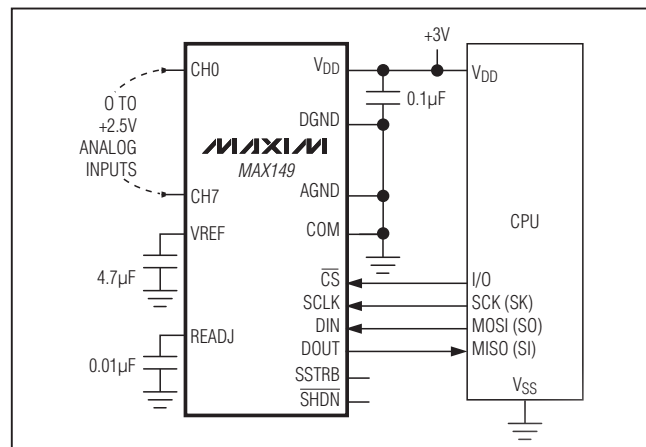 +3V
CH0
VDD
VDD
0.1µF
O TO
+2.5V
ANALOG
INPUTS
DGND
MAXIM
MAX149
CH7
AGND
CPU
VREF
COM
4.7µF
CS
I/O
SCLK
SCK (SK)
DIN
MOSI (SO)
READJ
DOUT
MISO (SI)
0.01µF
SSTRB
SHDN
VSS